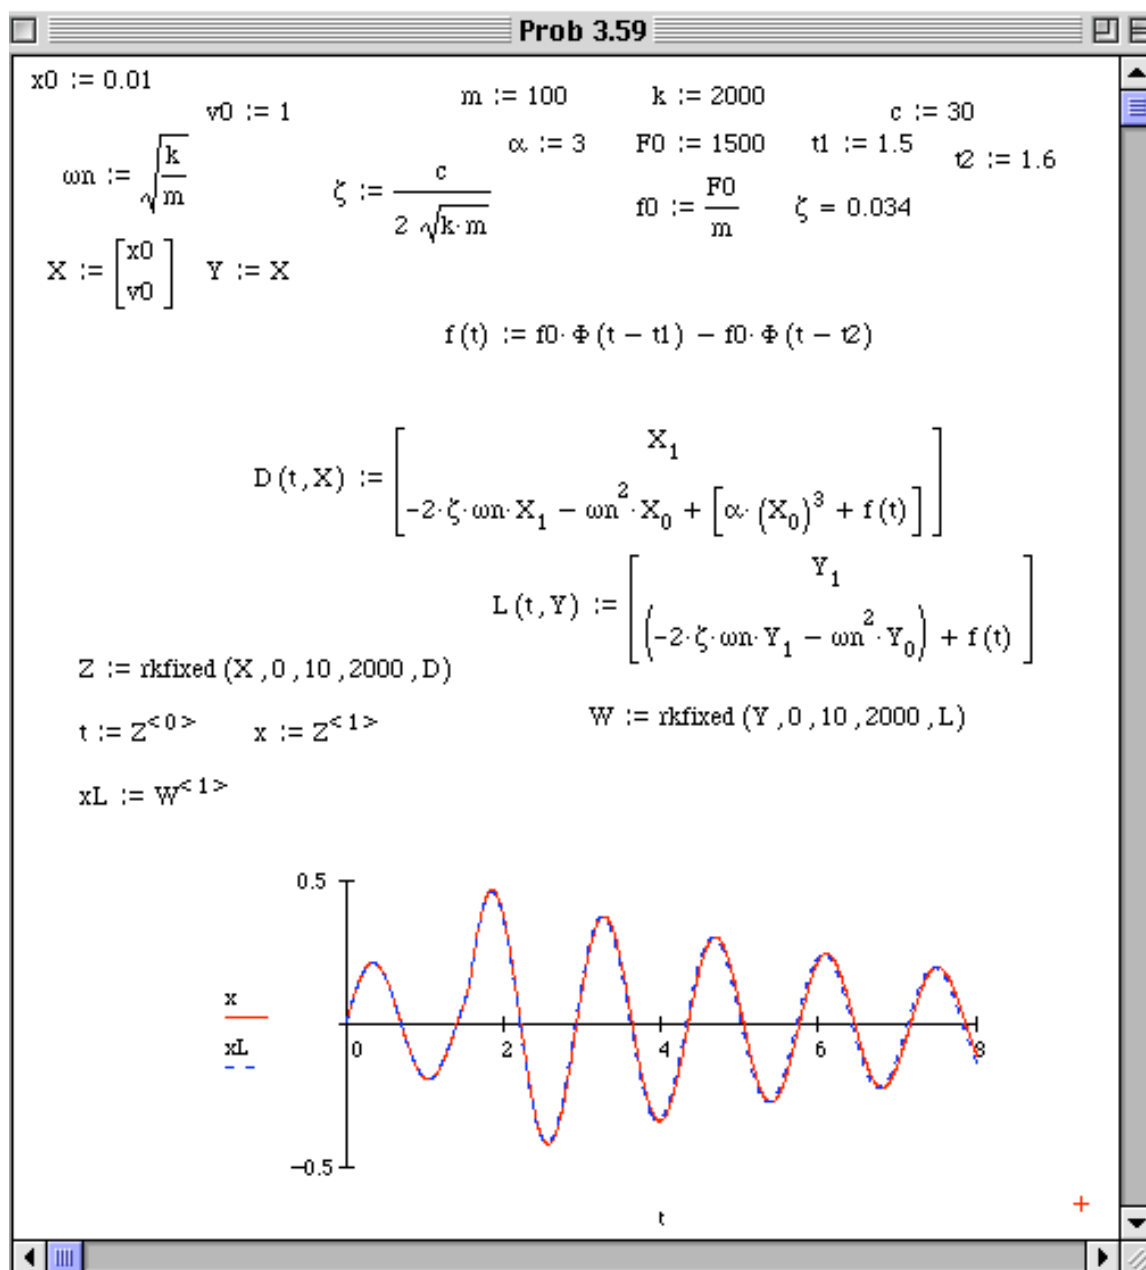 Prob 3.59
x0 := 0.01
v0 := 1
m := 100 k := 2000
c := 30
α := 3 F0 := 1500 t1 := 1.5
t2 := 1.6
ωn := √(k/m)
ζ := c/(2 √(k·m))
f0 := F0/m ζ = 0.034
X := [x0 v0] Y := X
f(t) := f0·Φ(t − t1) − f0·Φ(t − t2)
D(t,X) := [X₁
−2·ζ·ωn·X₁ − ωn²·X₀ + [α·(X₀)³ + f(t)]]
L(t,Y) := [Y₁
(−2·ζ·ωn·Y₁ − ωn²·Y₀) + f(t)]
Z := rkfixed(X,0,10,2000,D)
W := rkfixed(Y,0,10,2000,L)
t := Z^<0> x := Z^<1>
xL := W^<1>
0.5
x
xL
0 2 4 6 8
−0.5
t